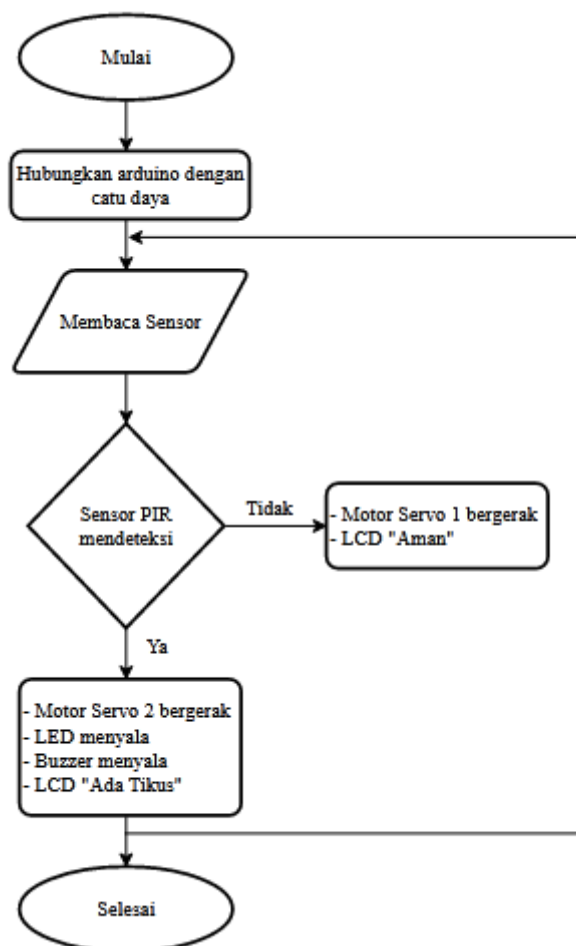 Mulai
Hubungkan arduino dengan
catu daya
Membaca Sensor
Sensor PIR
mendeteksi
Tidak
- Motor Servo 1 bergerak
- LCD "Aman"
Ya
- Motor Servo 2 bergerak
- LED menyala
- Buzzer menyala
- LCD "Ada Tikus"
Selesai